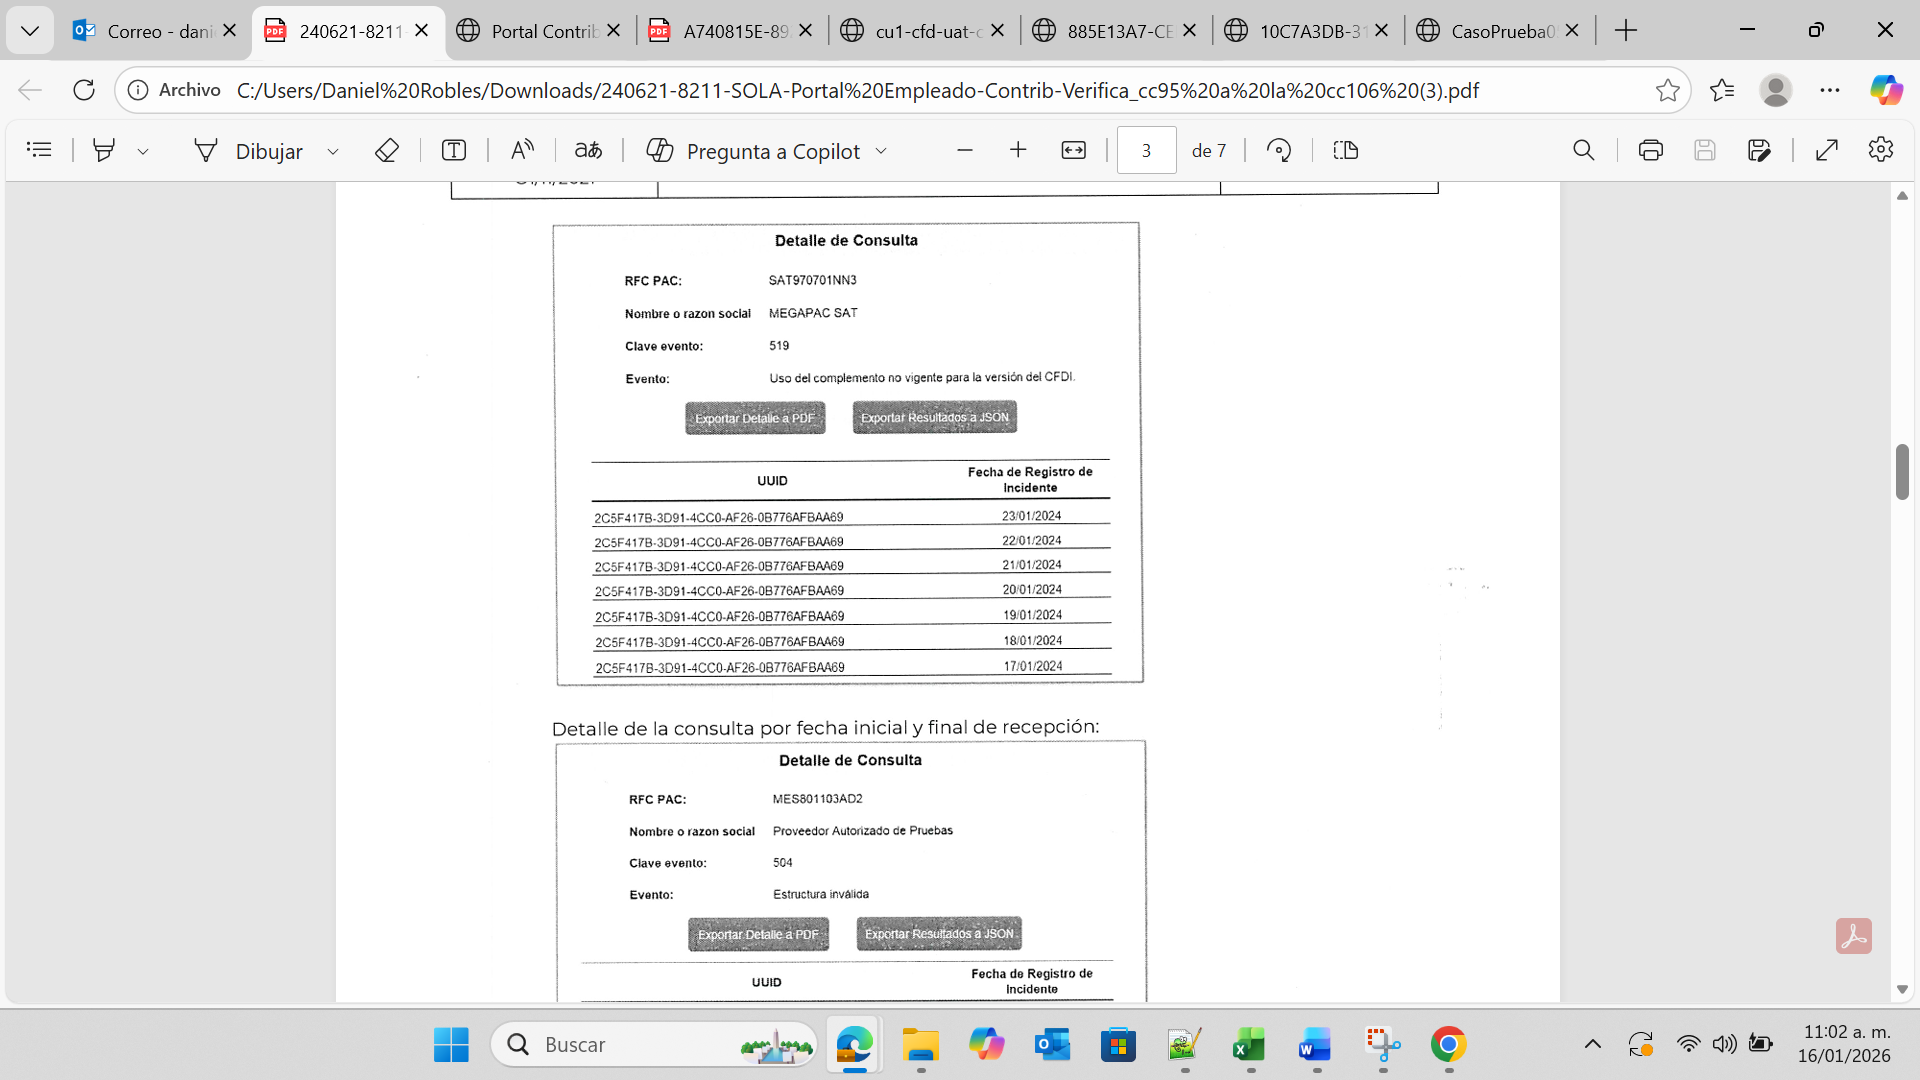 Correo - dani
240621-8211-
Portal Contrib
A740815E-89
cu1-cfd-uat-c
885E13A7-CE
10C7A3DB-31
CasoPrueba0
Archivo
C:/Users/Daniel%20Robles/Downloads/240621-8211-SOLA-Portal%20Empleado-Contrib-Verifica_cc95%20a%20la%20cc106%20(3).pdf
Dibujar
Pregunta a Copilot
3
de 7
Detalle de Consulta
RFC PAC: SAT970701NN3
Nombre o razon social MEGAPAC SAT
Clave evento: 519
Evento: Uso del complemento no vigente para la versión del CFDI.
Exportar Detalle a PDF
Exportar Resultados a JSON
UUID
Fecha de Registro de
Incidente
2C5F417B-3D91-4CC0-AF26-0B776AFBAA69 23/01/2024
2C5F417B-3D91-4CC0-AF26-0B776AFBAA69 22/01/2024
2C5F417B-3D91-4CC0-AF26-0B776AFBAA69 21/01/2024
2C5F417B-3D91-4CC0-AF26-0B776AFBAA69 20/01/2024
2C5F417B-3D91-4CC0-AF26-0B776AFBAA69 19/01/2024
2C5F417B-3D91-4CC0-AF26-0B776AFBAA69 18/01/2024
2C5F417B-3D91-4CC0-AF26-0B776AFBAA69 17/01/2024
Detalle de la consulta por fecha inicial y final de recepción:
Detalle de Consulta
RFC PAC: MES801103AD2
Nombre o razon social Proveedor Autorizado de Pruebas
Clave evento: 504
Evento: Estructura inválida
Exportar Detalle a PDF
Exportar Resultados a JSON
UUID
Fecha de Registro de
Incidente
Buscar
11:02 a. m.
16/01/2026